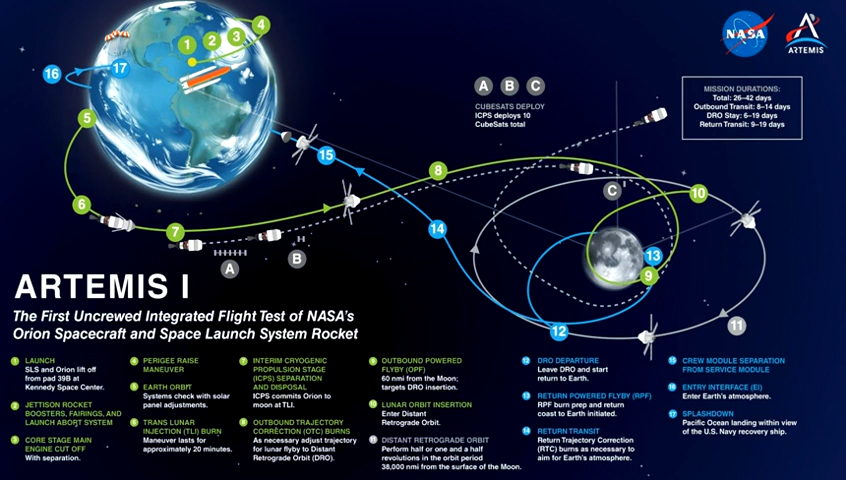 1
2
3
4
NASA
ARTEMIS
16
17
A B C
CUBESATS DEPLOY
ICPS deploys 10
CubeSats total
MISSION DURATIONS:
Total: 26–42 days
Outbound Transit: 8–14 days
DRO Stay: 6–19 days
Return Transit: 9–19 days
5
15
8
C
10
6
7
14
13
9
A
B
12
11
ARTEMIS I
The First Uncrewed Integrated Flight Test of NASA's
Orion Spacecraft and Space Launch System Rocket
1 LAUNCH
SLS and Orion lift off
from pad 39B at
Kennedy Space Center.
2 JETTISON ROCKET
BOOSTERS, FAIRINGS, AND
LAUNCH ABORT SYSTEM
3 CORE STAGE MAIN
ENGINE CUT OFF
With separation.
4 PERIGEE RAISE
MANEUVER
5 EARTH ORBIT
Systems check with solar
panel adjustments.
6 TRANS LUNAR
INJECTION (TLI) BURN
Maneuver lasts for
approximately 20 minutes.
7 INTERIM CRYOGENIC
PROPULSION STAGE
(ICPS) SEPARATION
AND DISPOSAL
ICPS commits Orion to
moon at TLI.
8 OUTBOUND TRAJECTORY
CORRECTION (OTC) BURNS
As necessary adjust trajectory
for lunar flyby to Distant
Retrograde Orbit (DRO).
9 OUTBOUND POWERED
FLYBY (OPF)
60 nmi from the Moon;
targets DRO insertion.
10 LUNAR ORBIT INSERTION
Enter Distant
Retrograde Orbit.
11 DISTANT RETROGRADE ORBIT
Perform half or one and a half
revolutions in the orbit period
38,000 nmi from the surface of the Moon.
12 DRO DEPARTURE
Leave DRO and start
return to Earth.
13 RETURN POWERED FLYBY (RPF)
RPF burn prep and return
coast to Earth initiated.
14 RETURN TRANSIT
Return Trajectory Correction
(RTC) burns as necessary to
aim for Earth's atmosphere.
15 CREW MODULE SEPARATION
FROM SERVICE MODULE
16 ENTRY INTERFACE (EI)
Enter Earth's atmosphere.
17 SPLASHDOWN
Pacific Ocean landing within view
of the U.S. Navy recovery ship.